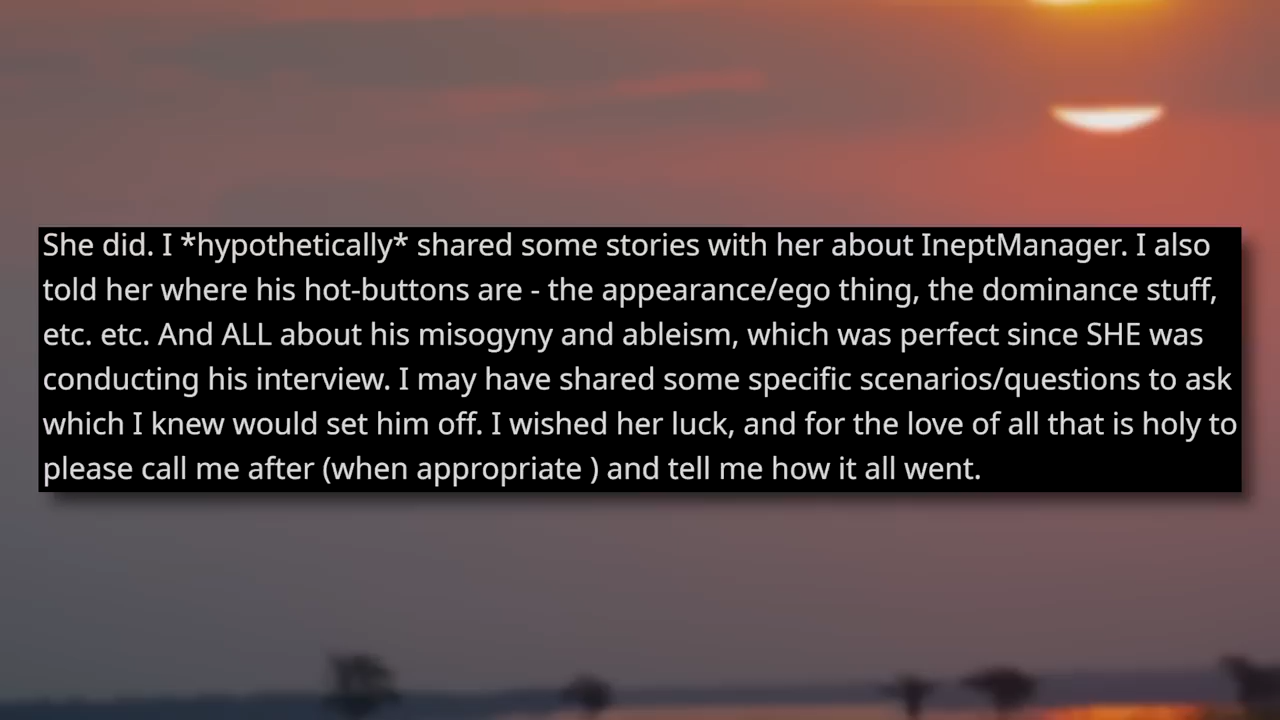 She did. I *hypothetically* shared some stories with her about IneptManager. I also
told her where his hot-buttons are - the appearance/ego thing, the dominance stuff,
etc. etc. And ALL about his misogyny and ableism, which was perfect since SHE was
conducting his interview. I may have shared some specific scenarios/questions to ask
which I knew would set him off. I wished her luck, and for the love of all that is holy to
please call me after (when appropriate ) and tell me how it all went.